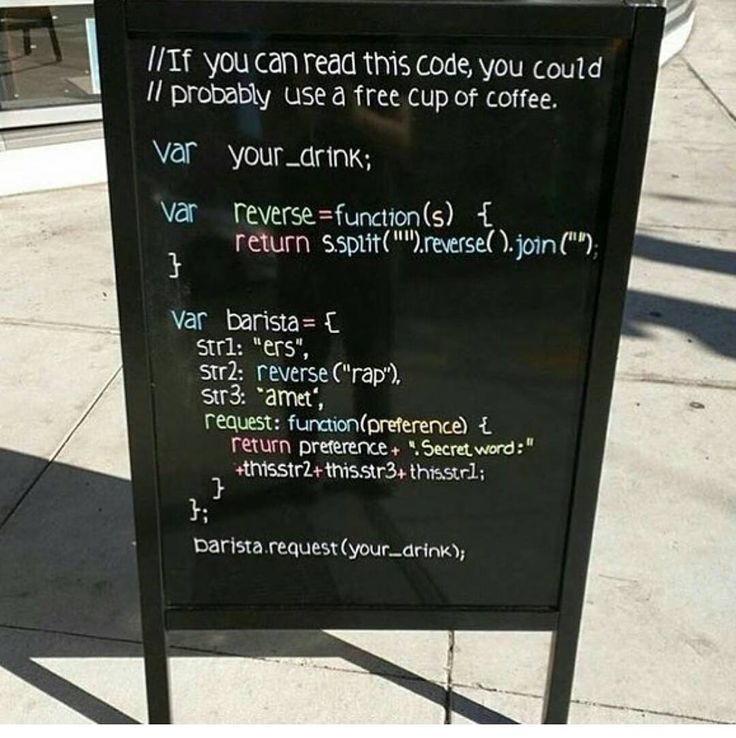 //If you can read this code, you could
// probably use a free cup of coffee.
var your_drink;
var reverse=function(s) {
return s.split("").reverse().join("");
}
var barista= {
str1: "ers",
str2: reverse("rap"),
str3: "amet",
request: function(preference) {
return preference+ ".Secret word:"
+thisstr2+this.str3+this.str1;
}
};
barista.request(your_drink);